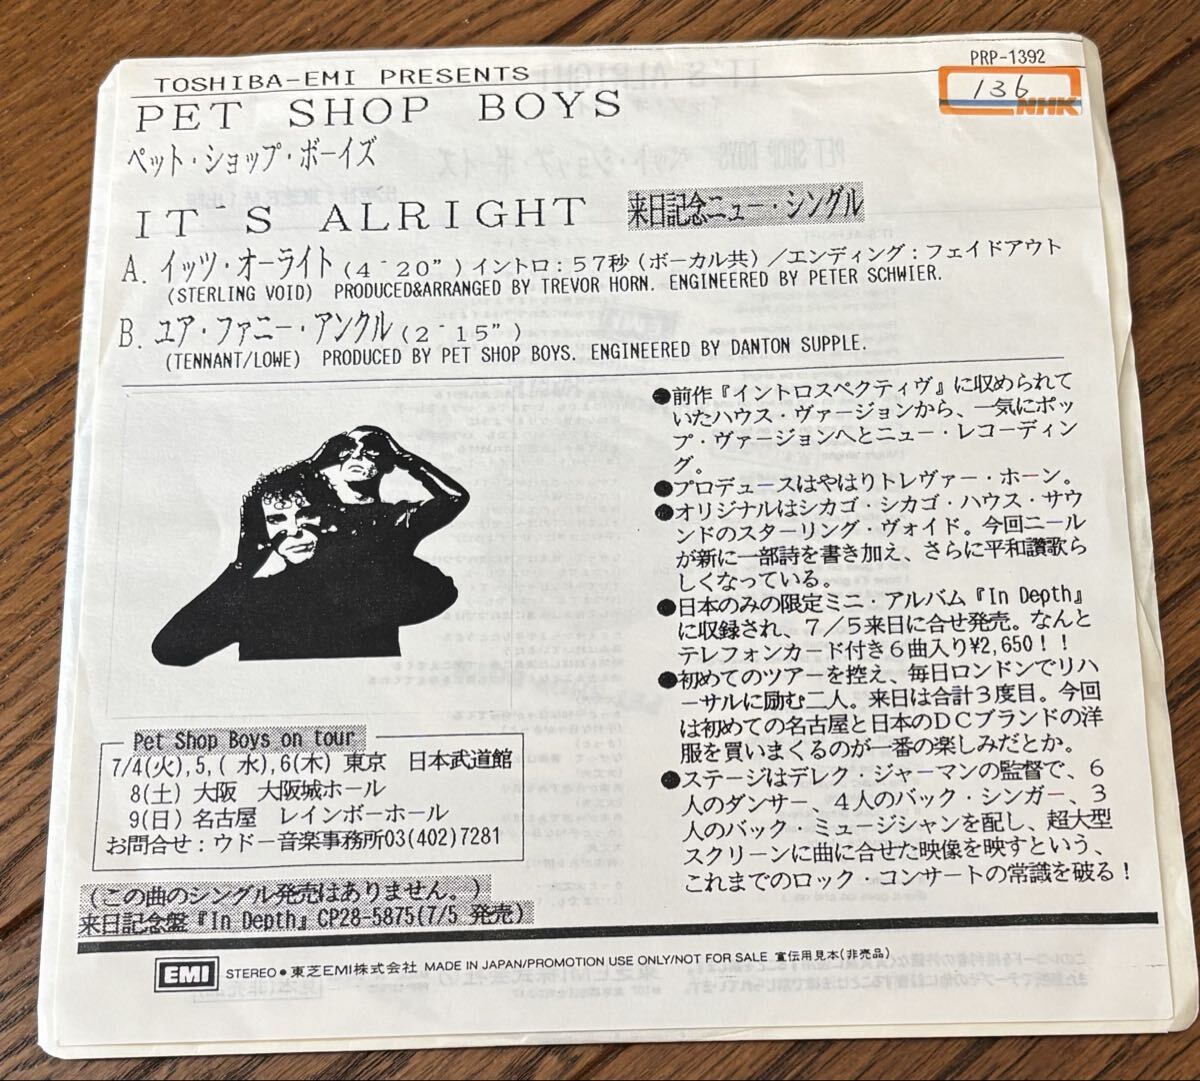 PRP-1392
136
NHK
TOSHIBA-EMI PRESENTS
PET SHOP BOYS
ペット・ショップ・ボーイズ
IT´S ALRIGHT 来日記念ニュー・シングル
A. イッツ・オーライト (4´20”) イントロ:57秒 (ボーカル共) /エンディング:フェイドアウト
(STERLING VOID) PRODUCED&ARRANGED BY TREVOR HORN. ENGINEERED BY PETER SCHWIER.
B. ユア・ファニー・アンクル (2´15”)
(TENNANT/LOWE) PRODUCED BY PET SHOP BOYS. ENGINEERED BY DANTON SUPPLE.
●前作『イントロスペクティヴ』に収められて
いたハウス・ヴァージョンから、一気にポッ
プ・ヴァージョンへとニュー・レコーディン
グ。
●プロデュースはやはりトレヴァー・ホーン。
●オリジナルはシカゴ・シカゴ・ハウス・サウ
ンドのスターリング・ヴォイド。今回ニール
が新に一部詩を書き加え、さらに平和讃歌ら
しくなっている。
●日本のみの限定ミニ・アルバム『In Depth』
に収録され、7/5来日に合せ発売。なんと
テレフォンカード付き6曲入り¥2,650!!
●初めてのツアーを控え、毎日ロンドンでリハ
ーサルに励む二人。来日は合計3度目。今回
は初めての名古屋と日本のDCブランドの洋
服を買いまくるのが一番の楽しみだとか。
●ステージはデレク・ジャーマンの監督で、6
人のダンサー、4人のバック・シンガー、3
人のバック・ミュージシャンを配し、超大型
スクリーンに曲に合せた映像を映すという、
これまでのロック・コンサートの常識を破る!
Pet Shop Boys on tour
7/4(火),5,(水),6(木) 東京 日本武道館
8(土) 大阪 大阪城ホール
9(日) 名古屋 レインボーホール
お問合せ:ウドー音楽事務所03(402)7281
(この曲のシングル発売はありません。)
来日記念盤『In Depth』CP28-5875(7/5 発売)
EMI STEREO ● 東芝EMI株式会社 MADE IN JAPAN/PROMOTION USE ONLY/NOT FOR SALE 宣伝用見本(非売品)